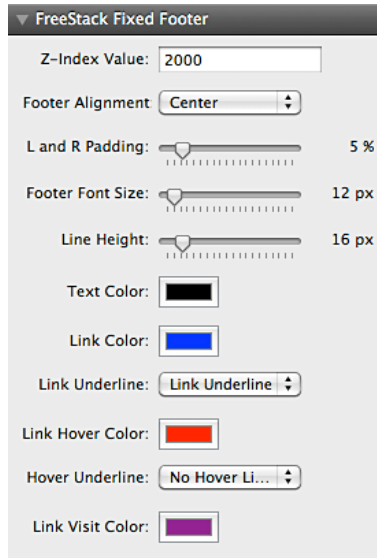 FreeStack Fixed Footer
Z-Index Value: 2000
Footer Alignment Center
L and R Padding: 5 %
Footer Font Size: 12 px
Line Height: 16 px
Text Color:
Link Color:
Link Underline: Link Underline
Link Hover Color:
Hover Underline: No Hover Li...
Link Visit Color: